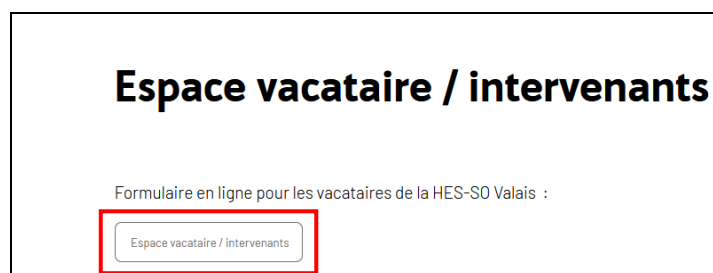 Espace vacataire / intervenants
Formulaire en ligne pour les vacataires de la HES-SO Valais :
Espace vacataire / intervenants